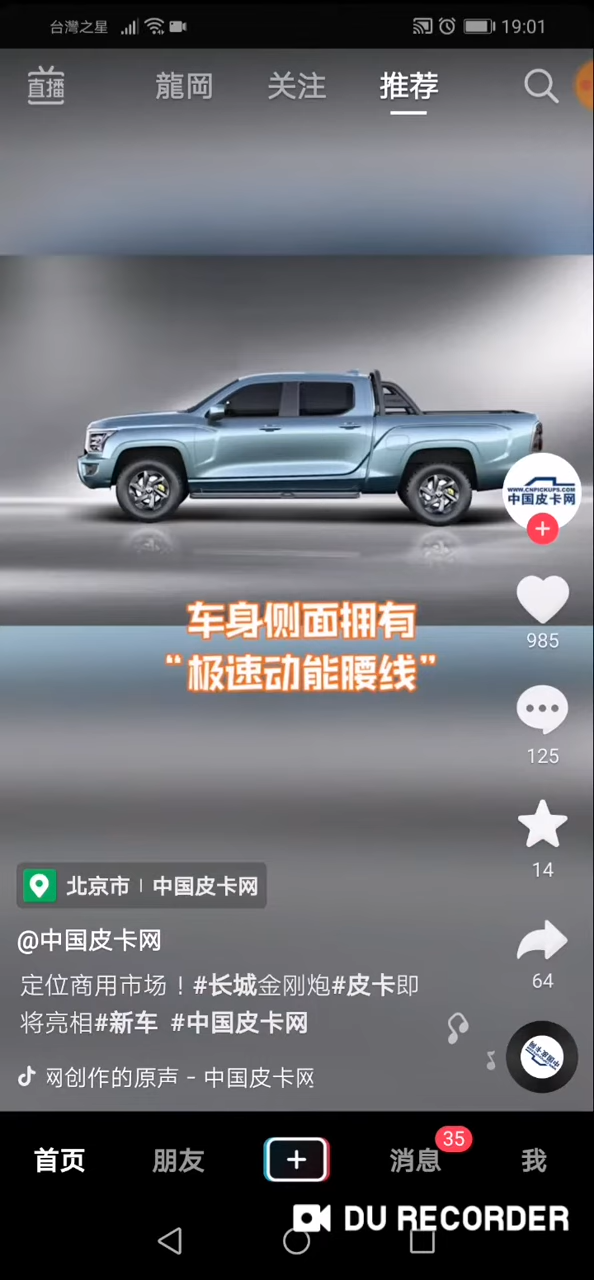 台灣之星
19:01
直播
龍岡
关注
推荐
WWW.CNPICKUPS.COM
中国皮卡网
985
车身侧面拥有
“极速动能腰线”
125
14
北京市 | 中国皮卡网
@中国皮卡网
64
定位商用市场！#长城金刚炮#皮卡即
将亮相#新车 #中国皮卡网
网创作的原声 - 中国皮卡网
首页
朋友
消息
35
我
DU RECORDER